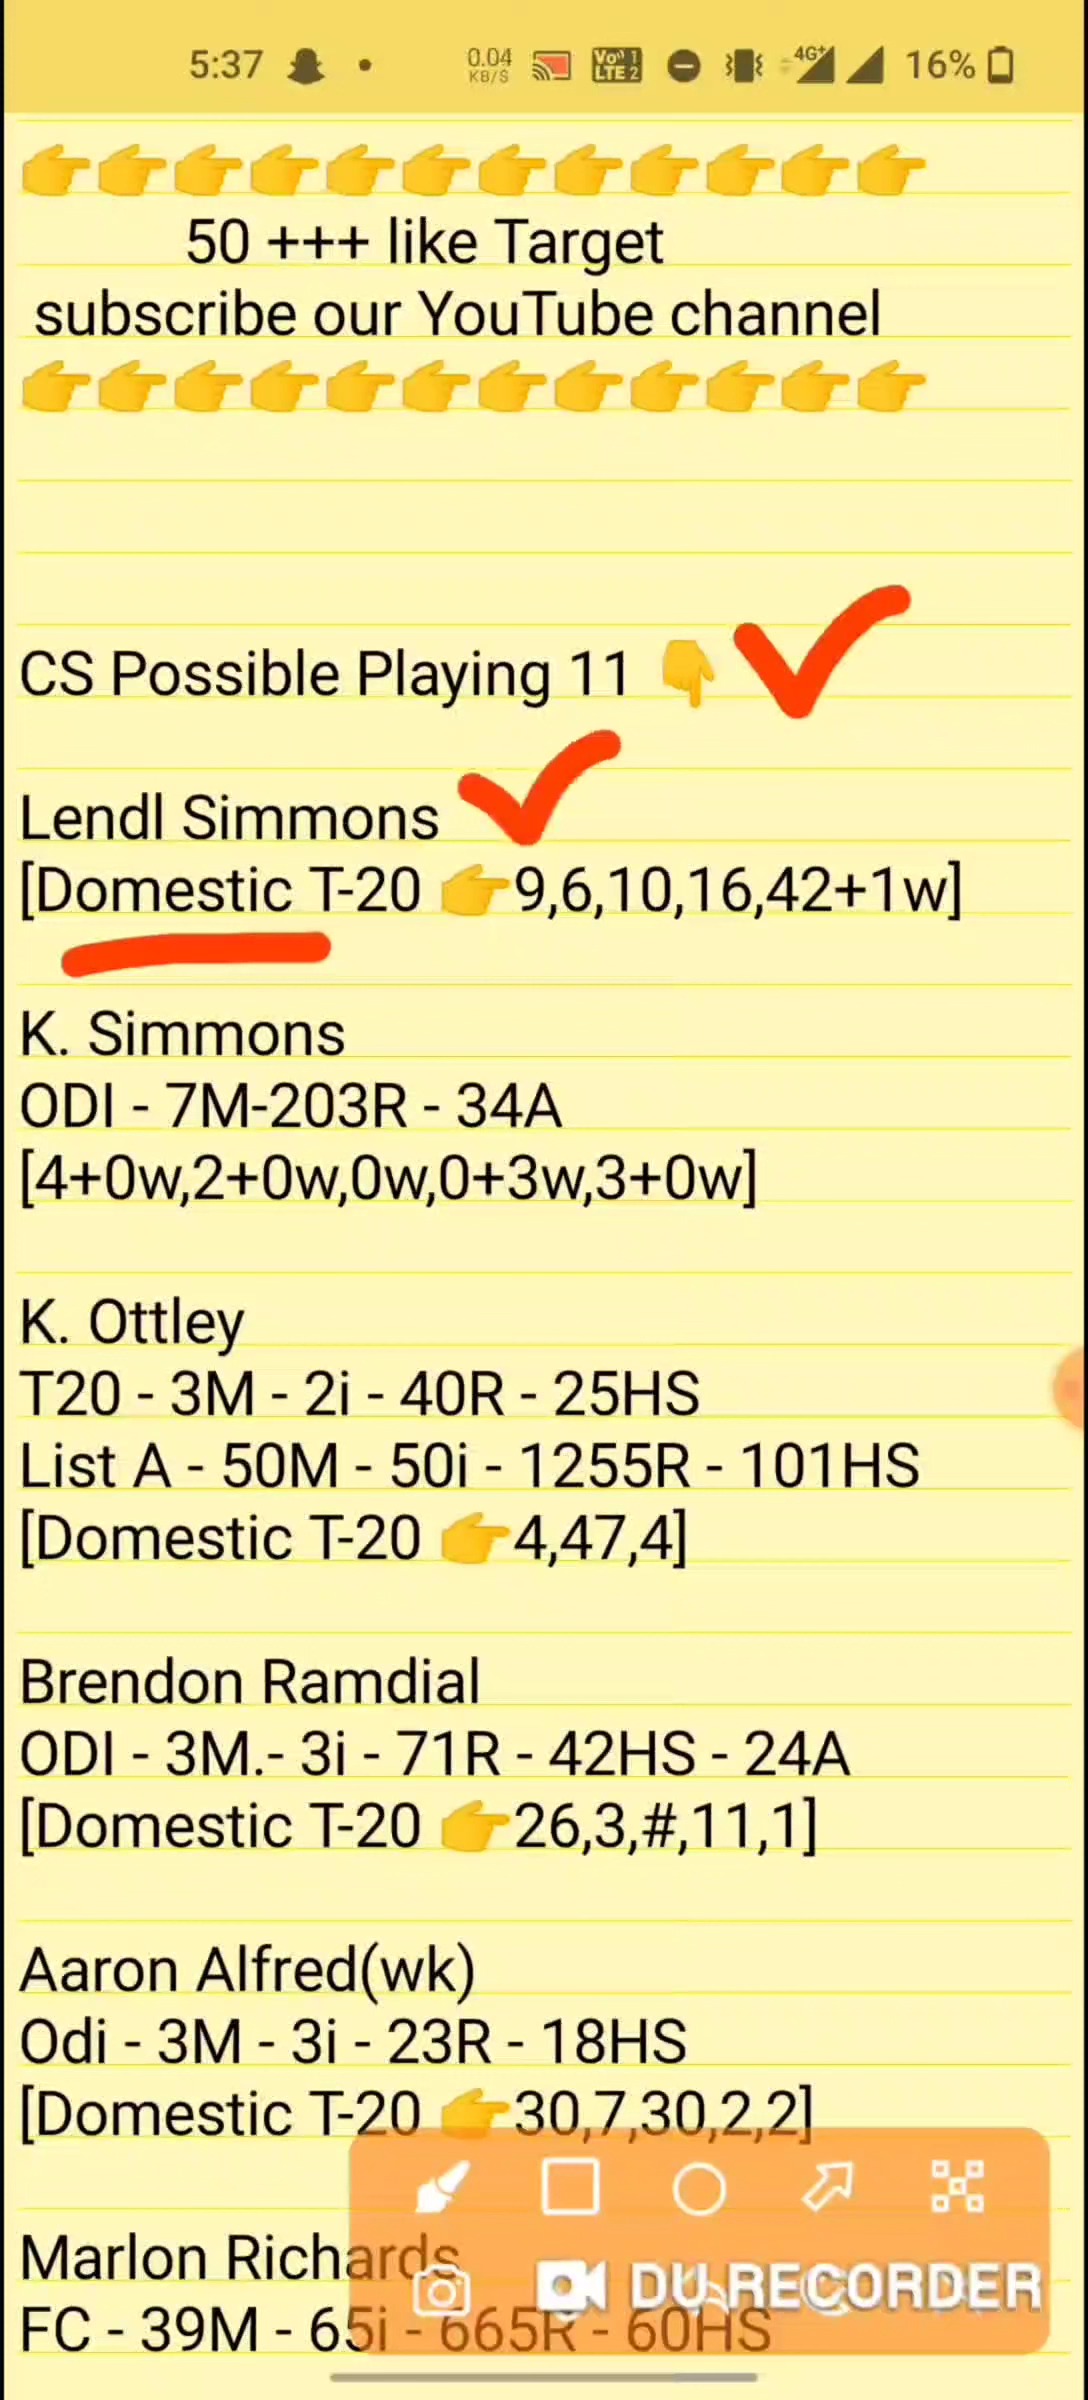 5:37
0.04 KB/S
Vo)) 1 LTE 2
4G+
16%
50 +++ like Target
subscribe our YouTube channel
CS Possible Playing 11
Lendl Simmons
[Domestic T-20 👉9,6,10,16,42+1w]
K. Simmons
ODI - 7M-203R - 34A
[4+0w,2+0w,0w,0+3w,3+0w]
K. Ottley
T20 - 3M - 2i - 40R - 25HS
List A - 50M - 50i - 1255R - 101HS
[Domestic T-20 👉4,47,4]
Brendon Ramdial
ODI - 3M.- 3i - 71R - 42HS - 24A
[Domestic T-20 👉26,3,#,11,1]
Aaron Alfred(wk)
Odi - 3M - 3i - 23R - 18HS
[Domestic T-20 👉30,7,30,2,2]
Marlon Richards
DU RECORDER
FC - 39M - 65i - 665R - 60HS